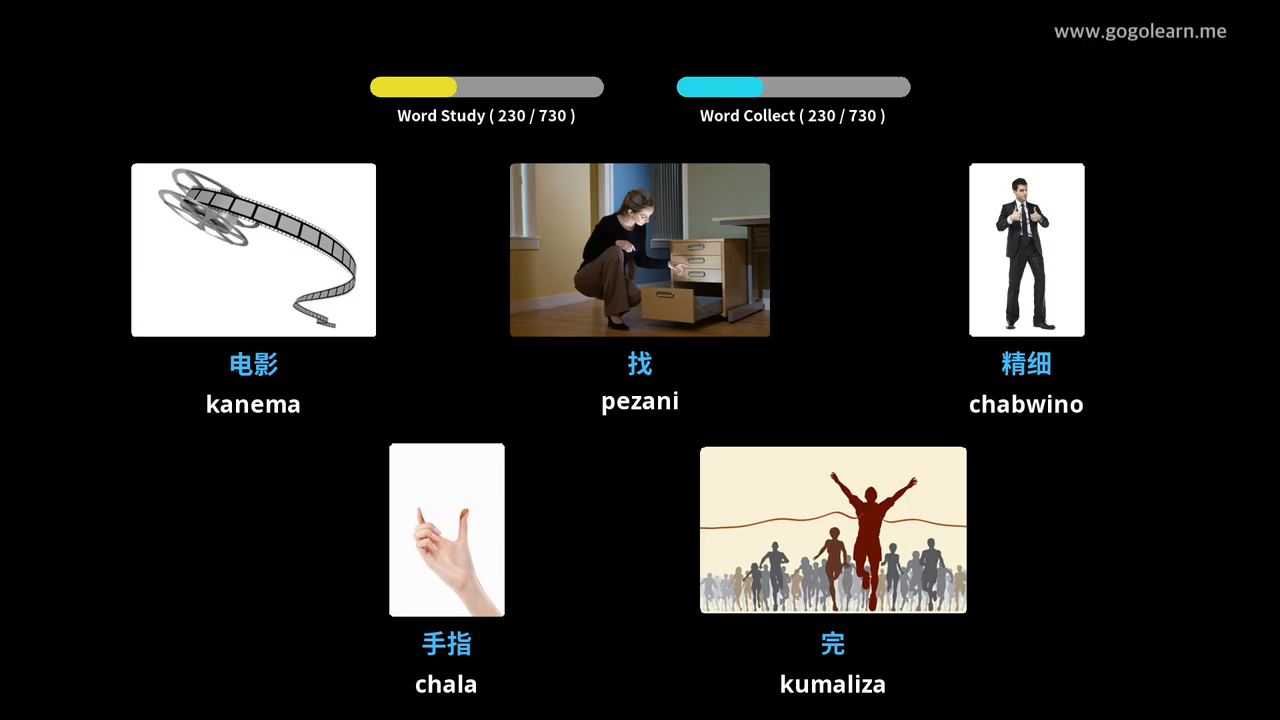 www.gogolearn.me
Word Study ( 230 / 730 )
Word Collect ( 230 / 730 )
电影
找
精细
kanema
pezani
chabwino
手指
完
chala
kumaliza